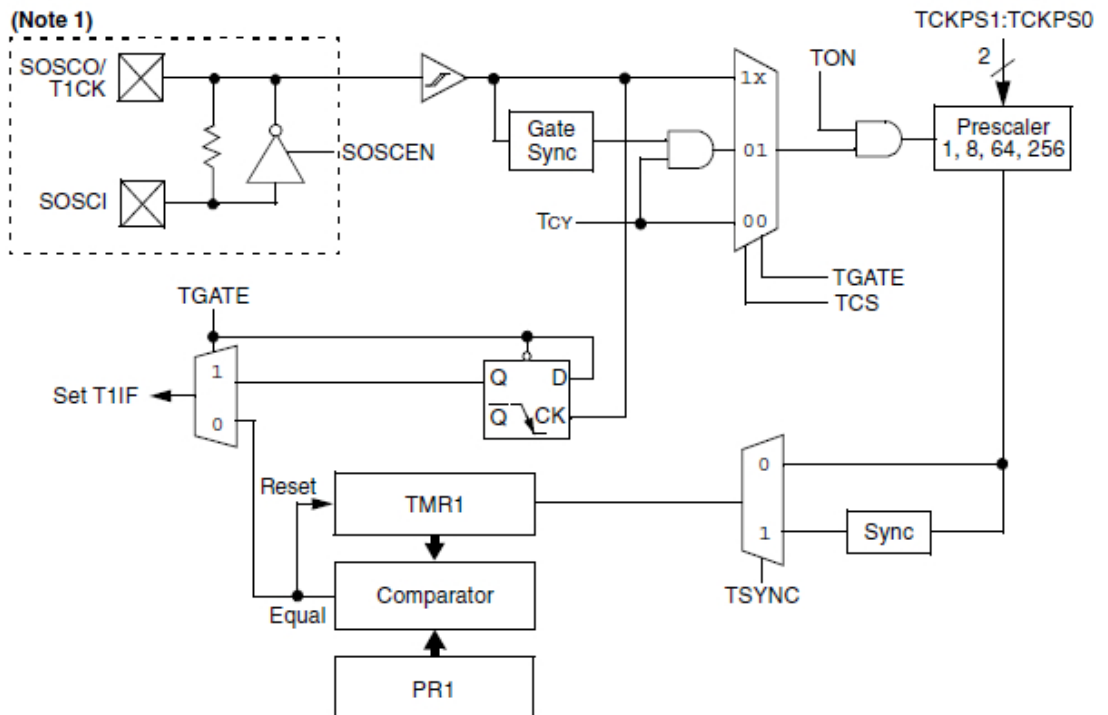 (Note 1)
TCKPS1:TCKPS0
SOSCO/
T1CK
TON
2
1x
Gate
Sync
Prescaler
1, 8, 64, 256
01
SOSCEN
SOSCI
TCY
00
TGATE
TCS
TGATE
1
Q
D
Set T1IF
Q̅
CK
0
0
Reset
TMR1
1
Sync
Comparator
TSYNC
Equal
PR1